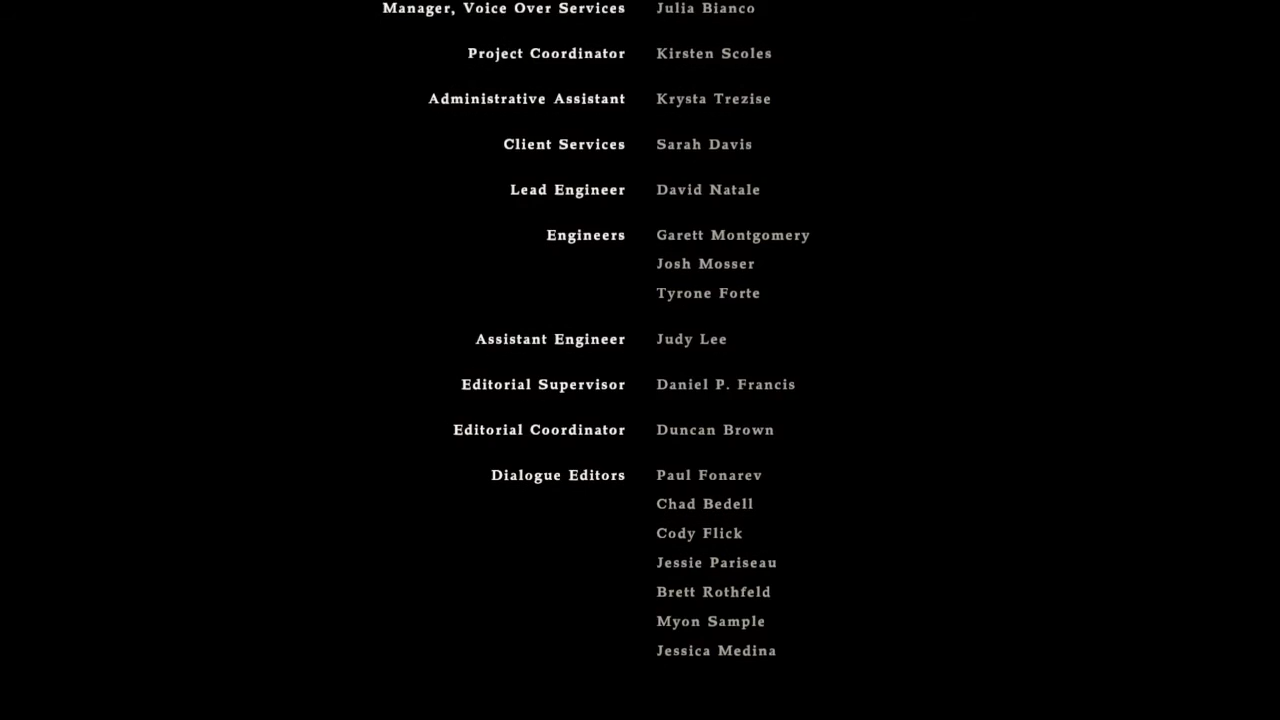 Manager, Voice Over Services Julia Bianco
Project Coordinator Kirsten Scoles
Administrative Assistant Krysta Trezise
Client Services Sarah Davis
Lead Engineer David Natale
Engineers Garett Montgomery
Josh Mosser
Tyrone Forte
Assistant Engineer Judy Lee
Editorial Supervisor Daniel P. Francis
Editorial Coordinator Duncan Brown
Dialogue Editors Paul Fonarev
Chad Bedell
Cody Flick
Jessie Pariseau
Brett Rothfeld
Myon Sample
Jessica Medina